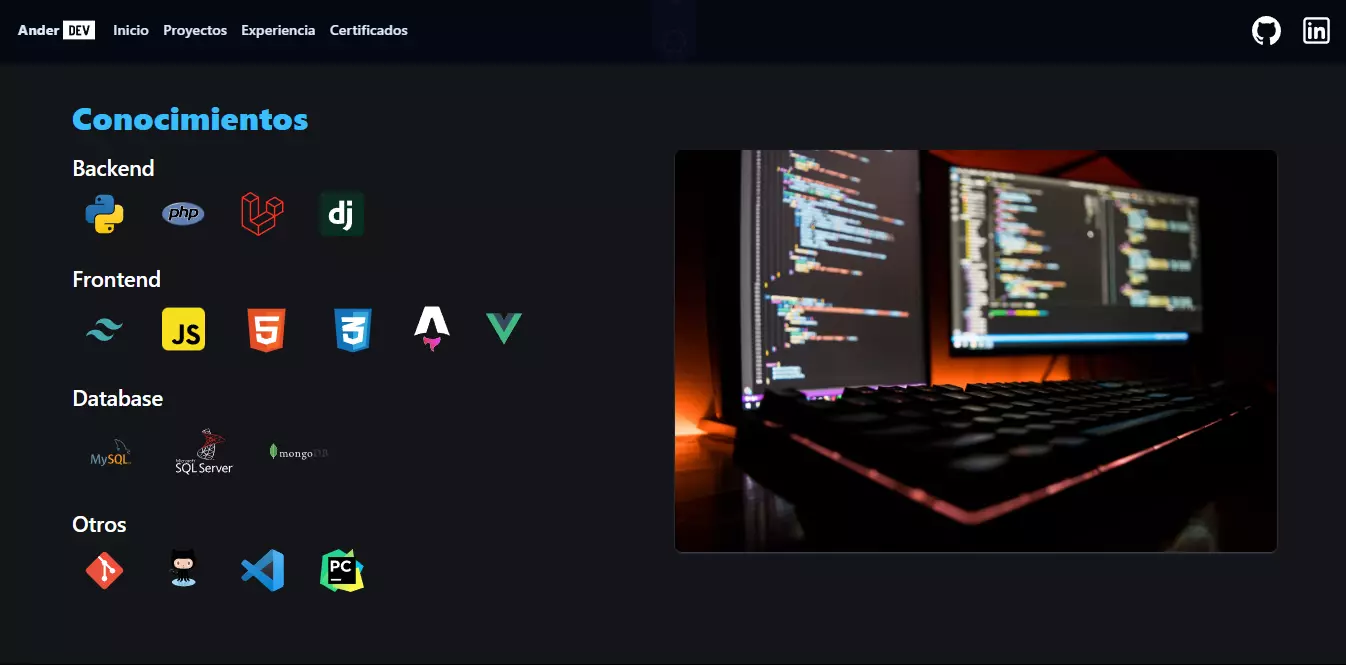 Ander DEV Inicio Proyectos Experiencia Certificados
Conocimientos
Backend
php
dj
Frontend
JS
5
3
Database
MySQL
Microsoft
SQL Server
mongoDB
Otros
PC